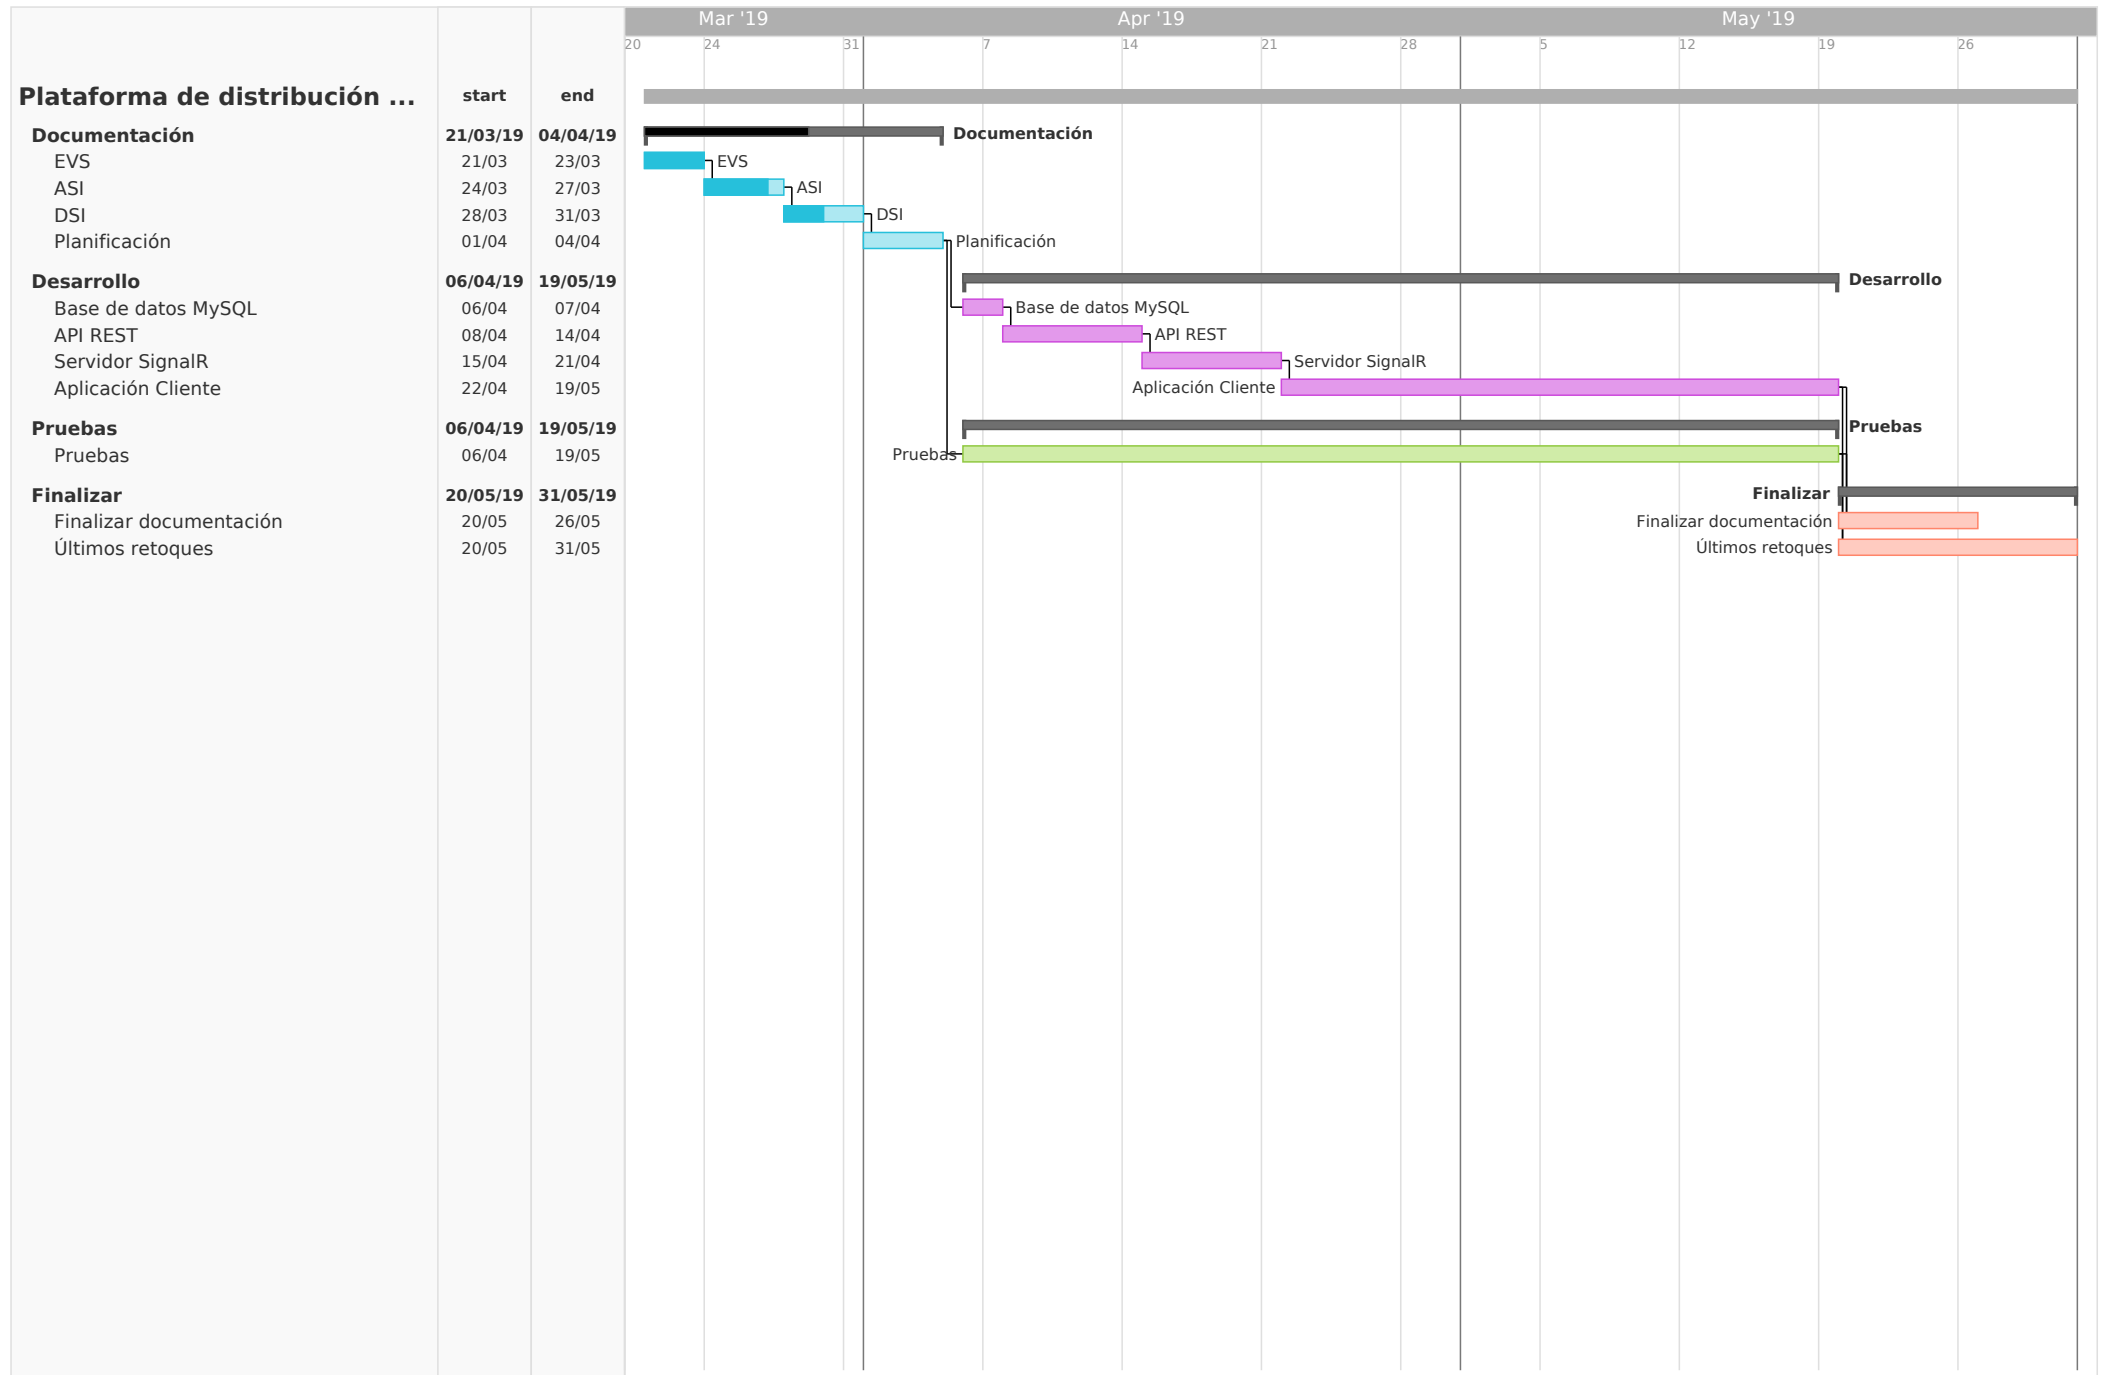 Mar '19 Apr '19 May '19
20 24 31 7 14 21 28 5 12 19 26
Plataforma de distribución ... start end
Documentación 21/03/19 04/04/19 Documentación
EVS 21/03 23/03 EVS
ASI 24/03 27/03 ASI
DSI 28/03 31/03 DSI
Planificación 01/04 04/04 Planificación
Desarrollo 06/04/19 19/05/19 Desarrollo
Base de datos MySQL 06/04 07/04 Base de datos MySQL
API REST 08/04 14/04 API REST
Servidor SignalR 15/04 21/04 Servidor SignalR
Aplicación Cliente 22/04 19/05 Aplicación Cliente
Pruebas 06/04/19 19/05/19 Pruebas
Pruebas 06/04 19/05 Pruebas
Finalizar 20/05/19 31/05/19 Finalizar
Finalizar documentación 20/05 26/05 Finalizar documentación
Últimos retoques 20/05 31/05 Últimos retoques